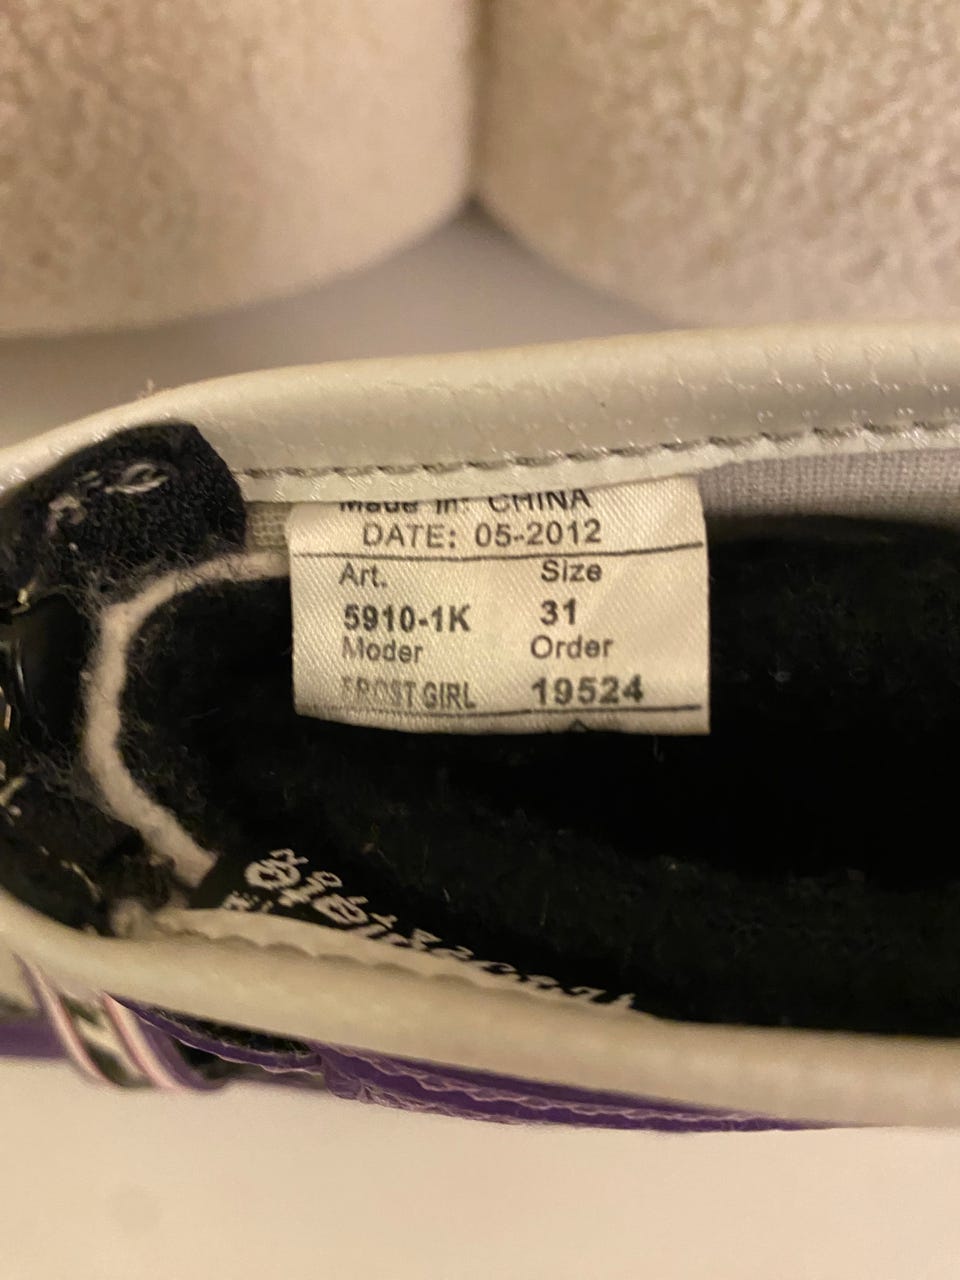 Made in: CHINA
DATE: 05-2012
Art. Size
5910-1K 31
Moder Order
FROST GIRL 19524